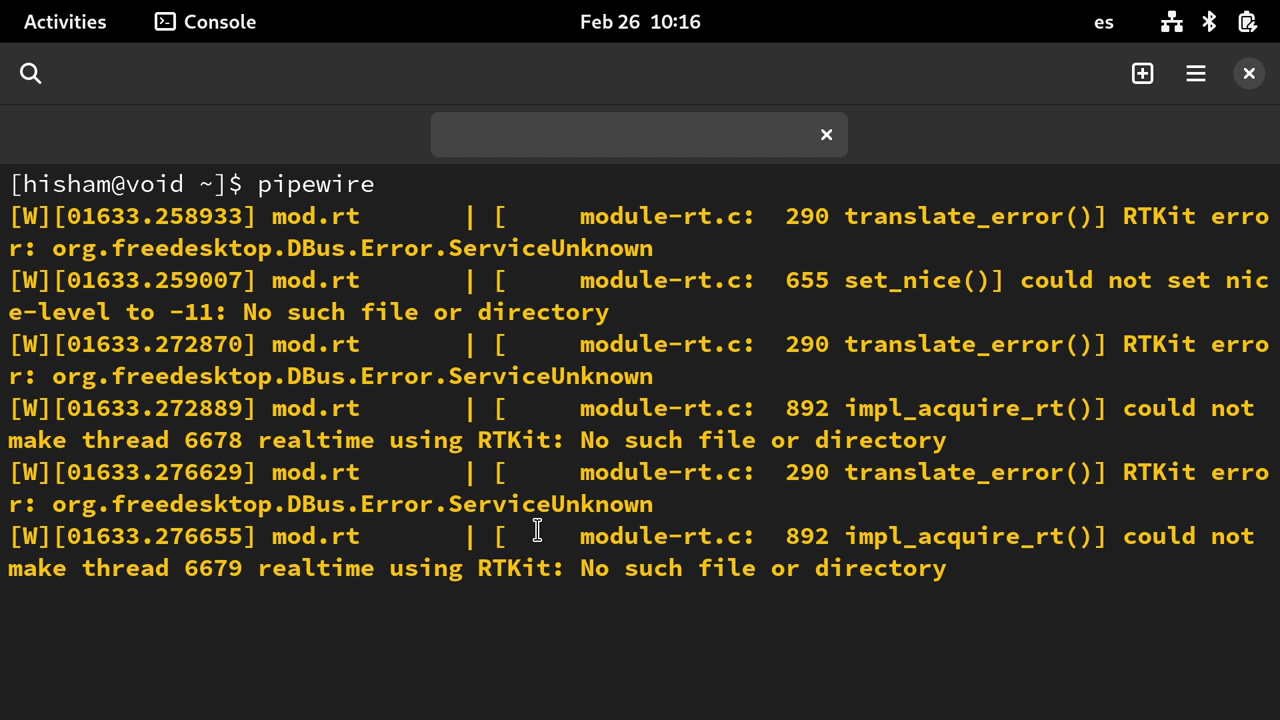 Activities Console Feb 26 10:16 es
[hisham@void ~]$ pipewire
[W][01633.258933] mod.rt       | [     module-rt.c:  290 translate_error()] RTKit erro
r: org.freedesktop.DBus.Error.ServiceUnknown
[W][01633.259007] mod.rt       | [     module-rt.c:  655 set_nice()] could not set nic
e-level to -11: No such file or directory
[W][01633.272870] mod.rt       | [     module-rt.c:  290 translate_error()] RTKit erro
r: org.freedesktop.DBus.Error.ServiceUnknown
[W][01633.272889] mod.rt       | [     module-rt.c:  892 impl_acquire_rt()] could not
make thread 6678 realtime using RTKit: No such file or directory
[W][01633.276629] mod.rt       | [     module-rt.c:  290 translate_error()] RTKit erro
r: org.freedesktop.DBus.Error.ServiceUnknown
[W][01633.276655] mod.rt       | [     module-rt.c:  892 impl_acquire_rt()] could not
make thread 6679 realtime using RTKit: No such file or directory